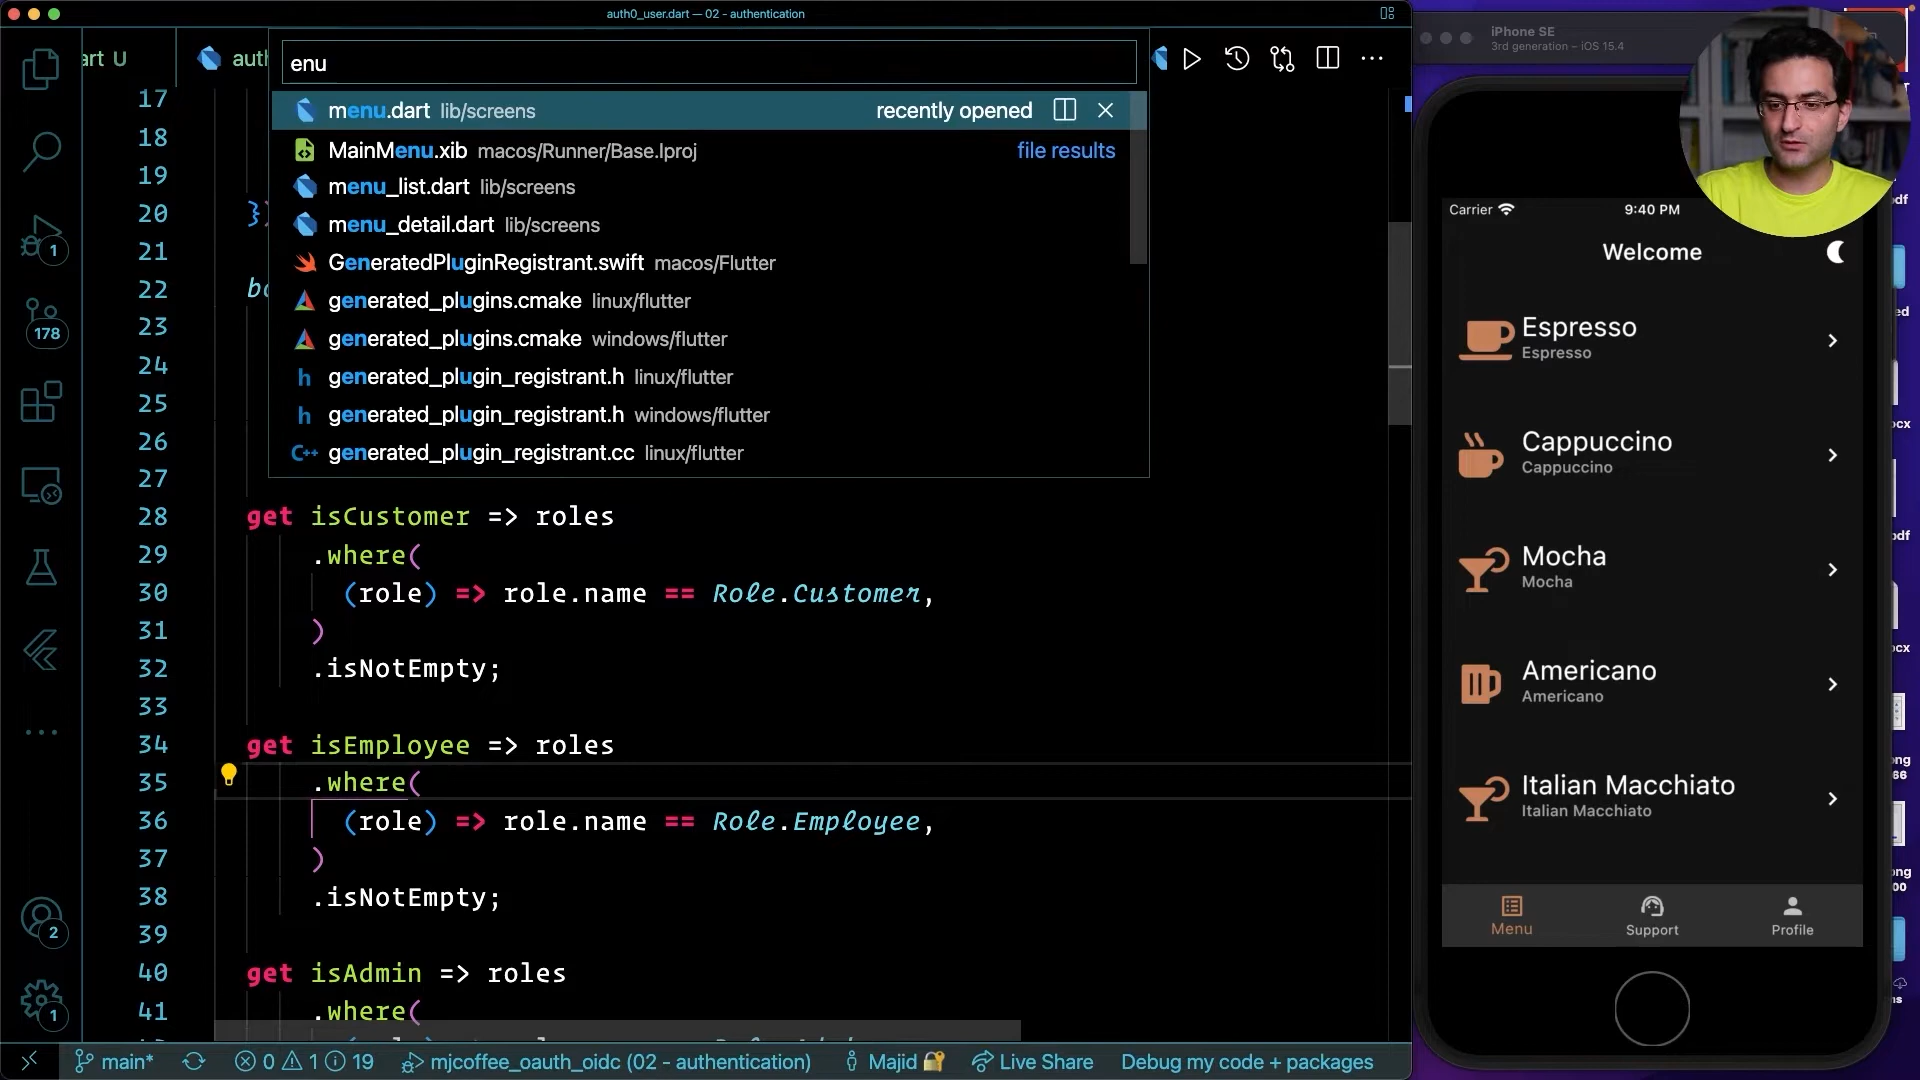 auth0_user.dart — 02 - authentication
art U
auth
enu
menu.dart lib/screens recently opened
MainMenu.xib macos/Runner/Base.lproj file results
menu_list.dart lib/screens
menu_detail.dart lib/screens
GeneratedPluginRegistrant.swift macos/Flutter
generated_plugins.cmake linux/flutter
generated_plugins.cmake windows/flutter
generated_plugin_registrant.h linux/flutter
generated_plugin_registrant.h windows/flutter
generated_plugin_registrant.cc linux/flutter
17
18
19
20 })
21
22 bo
23
24
25
26
27
28 get isCustomer => roles
29 .where(
30 (role) => role.name == Role.Customer,
31 )
32 .isNotEmpty;
33
34 get isEmployee => roles
35 .where(
36 (role) => role.name == Role.Employee,
37 )
38 .isNotEmpty;
39
40 get isAdmin => roles
41 .where(
1
178
2
1
main* 0 1 19 mjcoffee_oauth_oidc (02 - authentication) Majid Live Share Debug my code + packages
iPhone SE
3rd generation – iOS 15.4
Carrier 9:40 PM
Welcome
Espresso
Espresso
Cappuccino
Cappuccino
Mocha
Mocha
Americano
Americano
Italian Macchiato
Italian Macchiato
Menu Support Profile